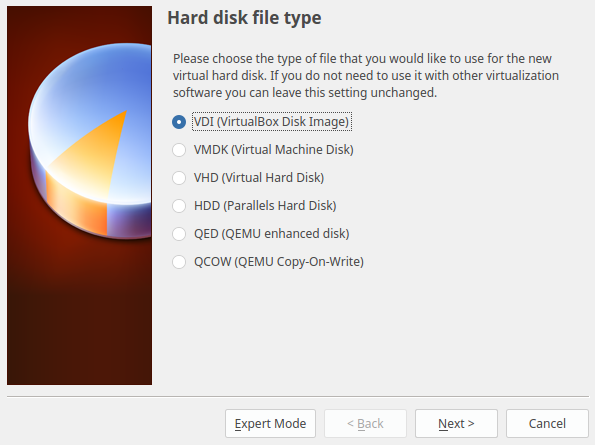 Hard disk file type
Please choose the type of file that you would like to use for the new
virtual hard disk. If you do not need to use it with other virtualization
software you can leave this setting unchanged.
VDI (VirtualBox Disk Image)
VMDK (Virtual Machine Disk)
VHD (Virtual Hard Disk)
HDD (Parallels Hard Disk)
QED (QEMU enhanced disk)
QCOW (QEMU Copy-On-Write)
Expert Mode
< Back
Next >
Cancel